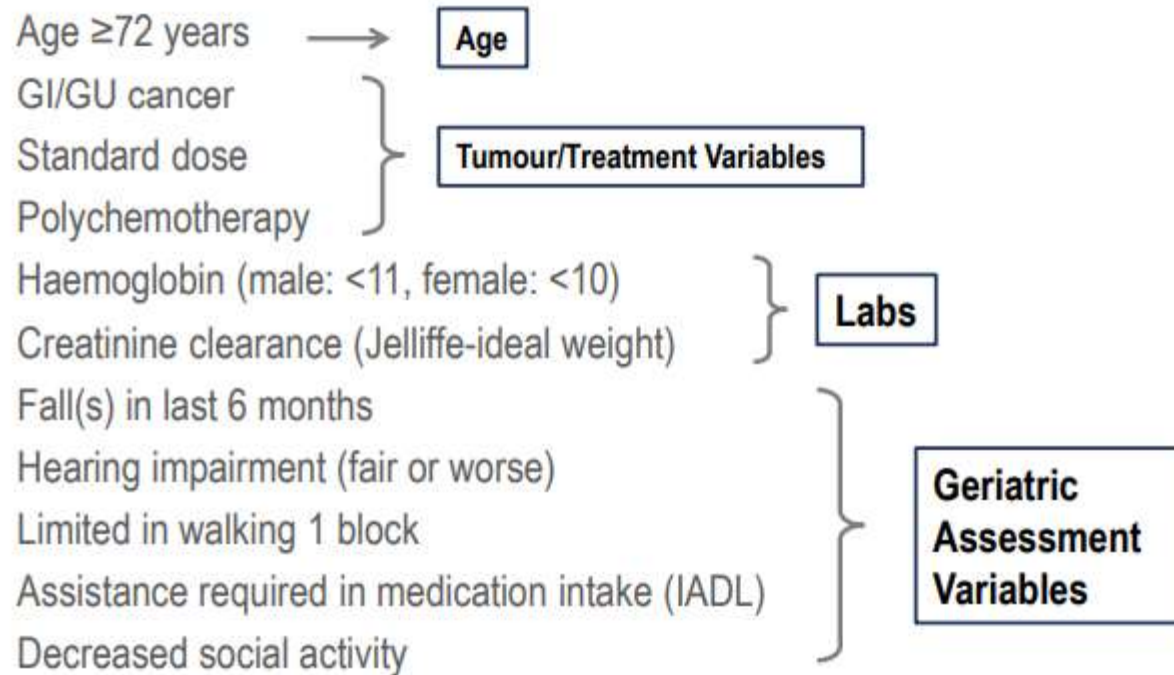 Age ≥72 years
Age
GI/GU cancer
Standard dose
Tumour/Treatment Variables
Polychemotherapy
Haemoglobin (male: <11, female: <10)
Labs
Creatinine clearance (Jelliffe-ideal weight)
Fall(s) in last 6 months
Hearing impairment (fair or worse)
Limited in walking 1 block
Assistance required in medication intake (IADL)
Decreased social activity
Geriatric
Assessment
Variables